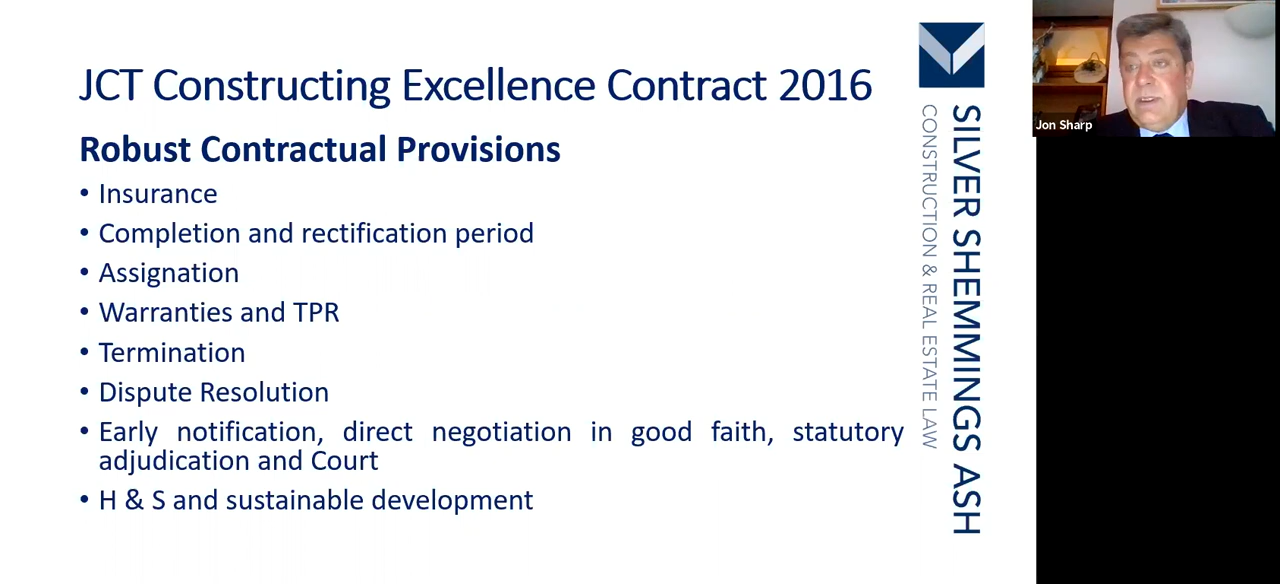 JCT Constructing Excellence Contract 2016
Robust Contractual Provisions
• Insurance
• Completion and rectification period
• Assignation
• Warranties and TPR
• Termination
• Dispute Resolution
• Early notification, direct negotiation in good faith, statutory
adjudication and Court
• H & S and sustainable development
SILVER SHEMMINGS ASH
CONSTRUCTION & REAL ESTATE LAW
Jon Sharp